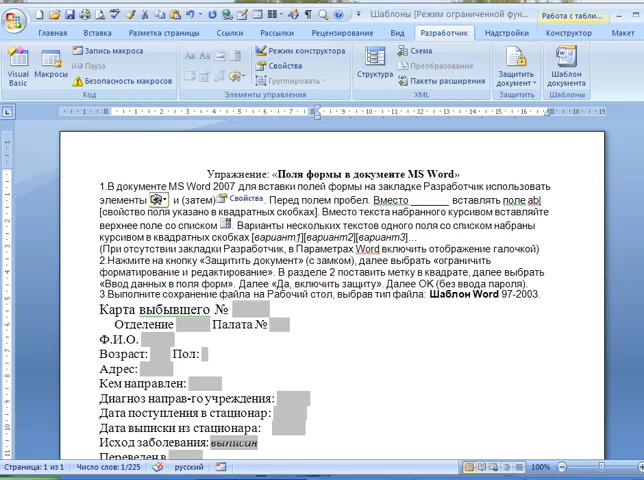 Шаблоны [Режим ограниченной фун
Работа с табли...
Главная Вставка Разметка страницы Ссылки Рассылки Рецензирование Вид Разработчик Надстройки Конструктор Макет
Visual Basic
Макросы
Запись макроса
Пауза
Безопасность макросов
Код
Режим конструктора
Свойства
Группировать
Элементы управления
Структура
Схема
Преобразование
Пакеты расширения
XML
Защитить документ
Защитить
Шаблон документа
Шаблоны
Упражнение: «Поля формы в документе MS Word»
1.В документе MS Word 2007 для вставки полей формы на закладке Разработчик использовать
элементы и (затем) Свойства . Перед полем пробел. Вместо _______ вставлять поле ab|
[свойство поля указано в квадратных скобках]. Вместо текста набранного курсивом вставляйте
верхнее поле со списком . Варианты нескольких текстов одного поля со списком набраны
курсивом в квадратных скобках [вариант1][вариант2][вариант3]...
(При отсутствии закладки Разработчик, в Параметрах Word включить отображение галочкой)
2.Нажмите на кнопку «Защитить документ» (с замком), далее выбрать «ограничить
форматирование и редактирование». В разделе 2 поставить метку в квадрате, далее выбрать
«Ввод данных в поля форм". Далее «Да, включить защиту». Далее ОК (без ввода пароля).
3.Выполните сохранение файла на Рабочий стол, выбрав тип файла: Шаблон Word 97-2003.
Карта выбывшего №
Отделение Палата №
Ф.И.О.
Возраст: Пол:
Адрес:
Кем направлен:
Диагноз направ-го учреждения:
Дата поступления в стационар:
Дата выписки из стационара:
Исход заболевания: выписан
Переведен в
Страница: 1 из 1 Число слов: 1/225 русский 100%